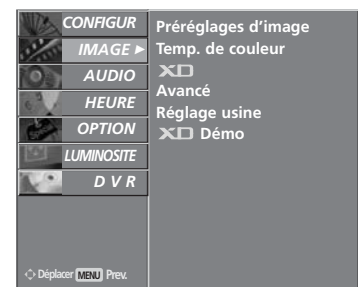 CONFIGUR
IMAGE ►
AUDIO
HEURE
OPTION
LUMINOSITE
D V R
Préréglages d'image
Temp. de couleur
XD
Avancé
Réglage usine
XD Démo
Déplacer MENU Prev.